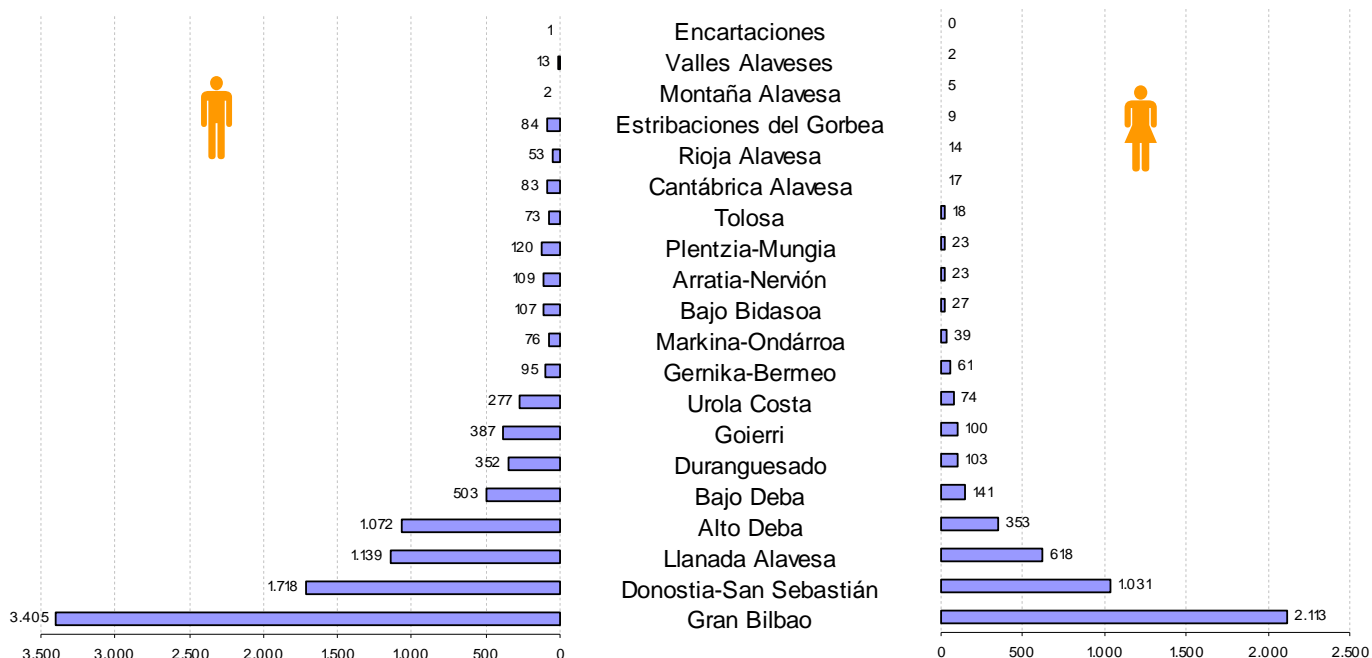 1 Encartaciones 0
13 Valles Alaveses 2
2 Montaña Alavesa 5
84 Estribaciones del Gorbea 9
53 Rioja Alavesa 14
83 Cantábrica Alavesa 17
73 Tolosa 18
120 Plentzia-Mungia 23
109 Arratia-Nervión 23
107 Bajo Bidasoa 27
76 Markina-Ondárroa 39
95 Gernika-Bermeo 61
277 Urola Costa 74
387 Goierri 100
352 Duranguesado 103
503 Bajo Deba 141
1.072 Alto Deba 353
1.139 Llanada Alavesa 618
1.718 Donostia-San Sebastián 1.031
3.405 Gran Bilbao 2.113
3.500 3.000 2.500 2.000 1.500 1.000 500 0 0 500 1.000 1.500 2.000 2.500